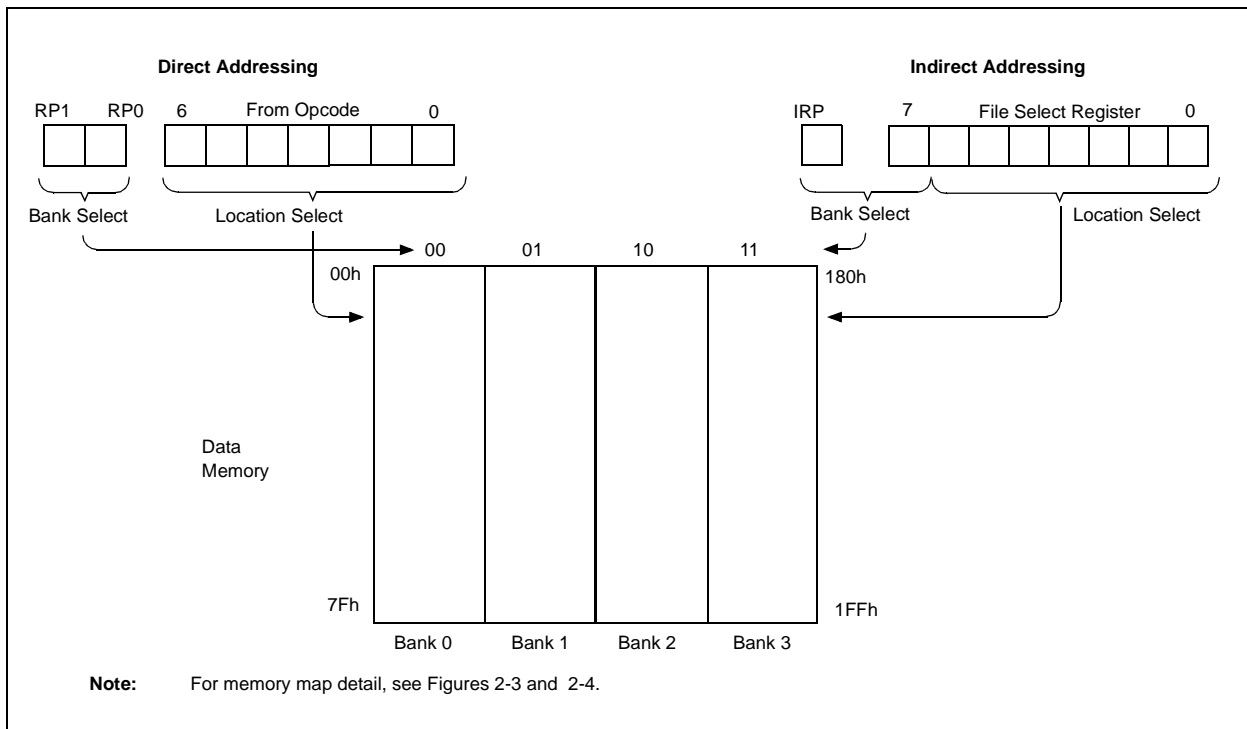 Direct Addressing
Indirect Addressing
RP1 RP0 6 From Opcode 0
IRP 7 File Select Register 0
Bank Select Location Select
Bank Select Location Select
00 01 10 11
00h 180h
Data
Memory
7Fh 1FFh
Bank 0 Bank 1 Bank 2 Bank 3
Note: For memory map detail, see Figures 2-3 and 2-4.